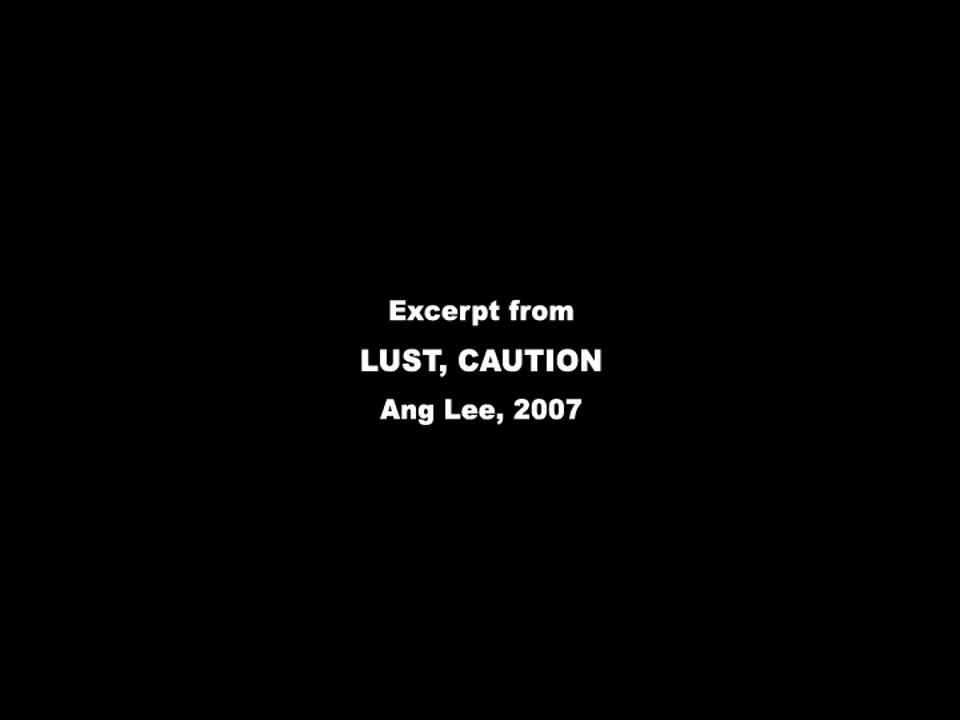 Excerpt from
LUST, CAUTION
Ang Lee, 2007